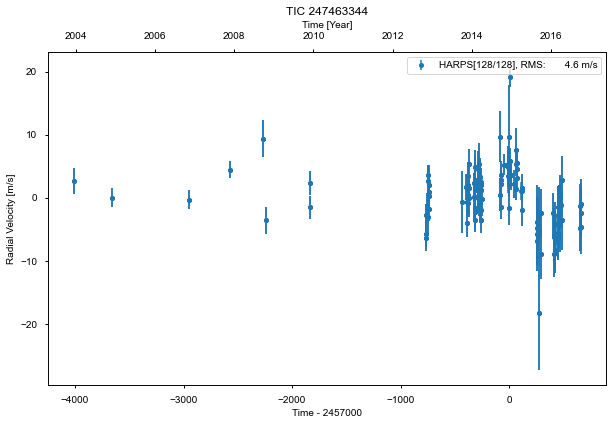 TIC 247463344
Time [Year]
2004 2006 2008 2010 2012 2014 2016
HARPS[128/128], RMS: 4.6 m/s
20
10
0
−10
−20
Radial Velocity [m/s]
−4000 −3000 −2000 −1000 0
Time - 2457000